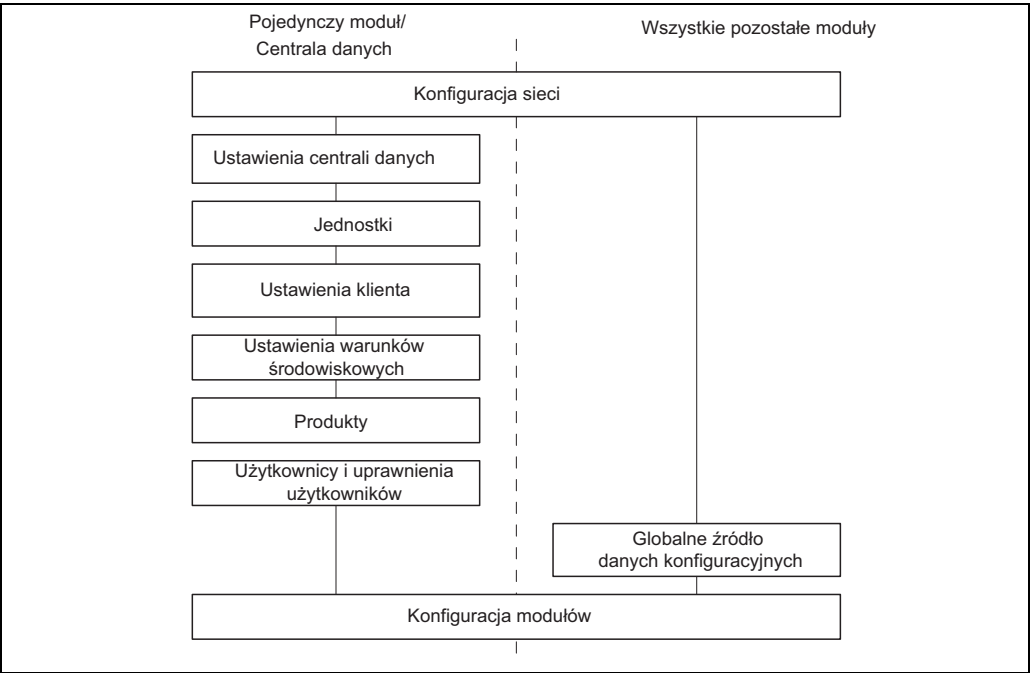 Pojedynczy moduł/
Centrala danych
Wszystkie pozostałe moduły
Konfiguracja sieci
Ustawienia centrali danych
Jednostki
Ustawienia klienta
Ustawienia warunków
środowiskowych
Produkty
Użytkownicy i uprawnienia
użytkowników
Globalne źródło
danych konfiguracyjnych
Konfiguracja modułów